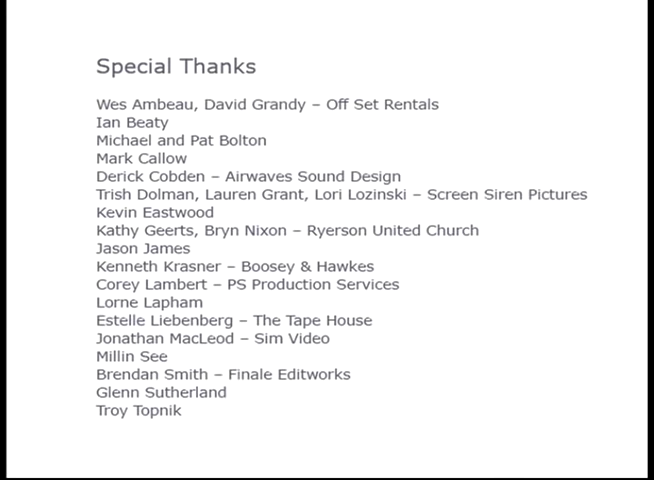 Special Thanks
Wes Ambeau, David Grandy – Off Set Rentals
Ian Beaty
Michael and Pat Bolton
Mark Callow
Derick Cobden – Airwaves Sound Design
Trish Dolman, Lauren Grant, Lori Lozinski – Screen Siren Pictures
Kevin Eastwood
Kathy Geerts, Bryn Nixon – Ryerson United Church
Jason James
Kenneth Krasner – Boosey & Hawkes
Corey Lambert – PS Production Services
Lorne Lapham
Estelle Liebenberg – The Tape House
Jonathan MacLeod – Sim Video
Millin See
Brendan Smith – Finale Editworks
Glenn Sutherland
Troy Topnik